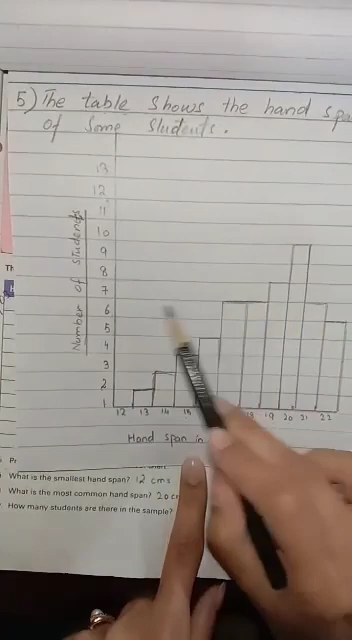 5) The table shows the hand spa
of some students.
13
12
11
10
9
8
7
6
5
4
3
2
1
Number of students
12 13 14 15 18 19 20 21 22
Hand span in
Th
Pr
What is the smallest hand span? 12 cms
What is the most common hand span? 20 c
How many students are there in the sample?